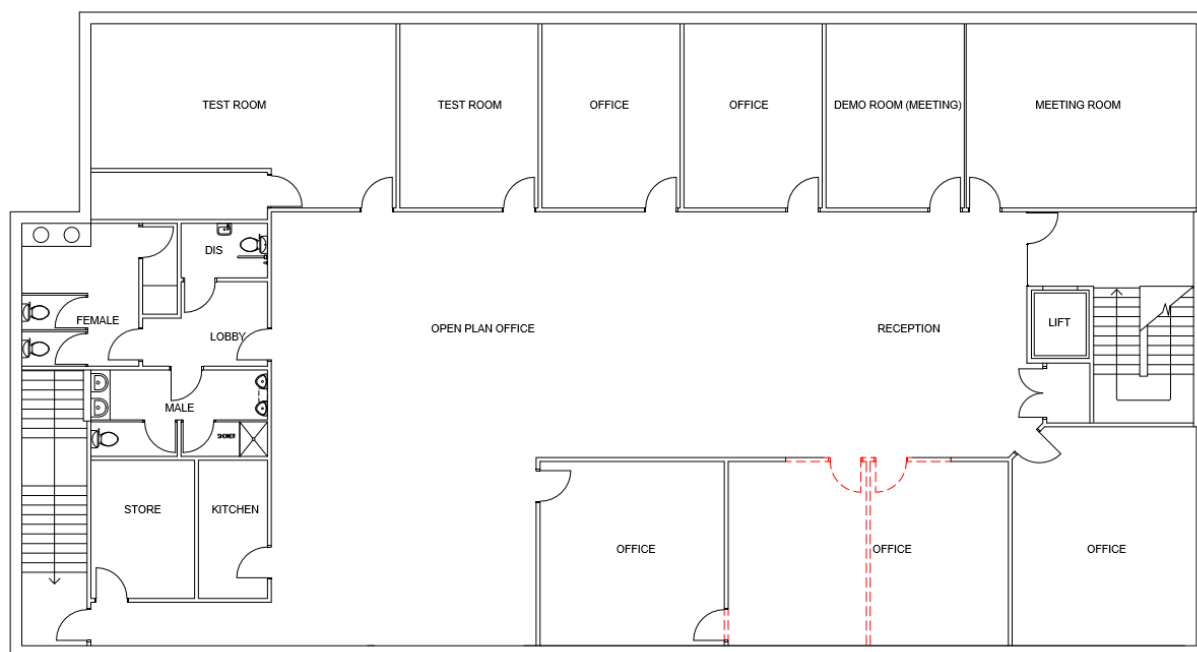 TEST ROOM
TEST ROOM
OFFICE
OFFICE
DEMO ROOM (MEETING)
MEETING ROOM
DIS
FEMALE
LOBBY
OPEN PLAN OFFICE
RECEPTION
LIFT
MALE
SHOWER
STORE
KITCHEN
OFFICE
OFFICE
OFFICE